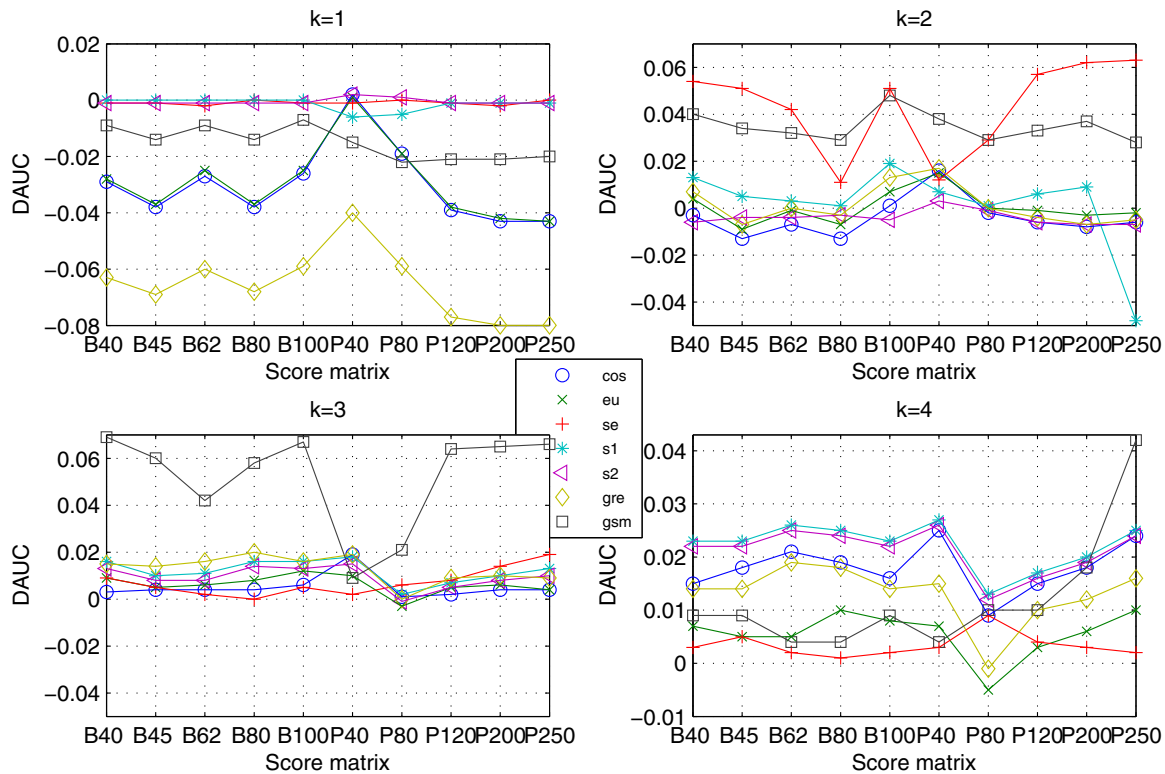 k=1
0.02
0
−0.02
−0.04
−0.06
−0.08
DAUC
B40 B45 B62 B80 B100 P40 P80 P120 P200 P250
Score matrix
k=2
0.06
0.04
0.02
0
−0.02
−0.04
DAUC
B40 B45 B62 B80 B100 P40 P80 P120 P200 P250
Score matrix
cos
eu
se
s1
s2
gre
gsm
k=3
0.06
0.04
0.02
0
−0.02
−0.04
DAUC
B40 B45 B62 B80 B100 P40 P80 P120 P200 P250
Score matrix
k=4
0.04
0.03
0.02
0.01
0
−0.01
DAUC
B40 B45 B62 B80 B100 P40 P80 P120 P200 P250
Score matrix